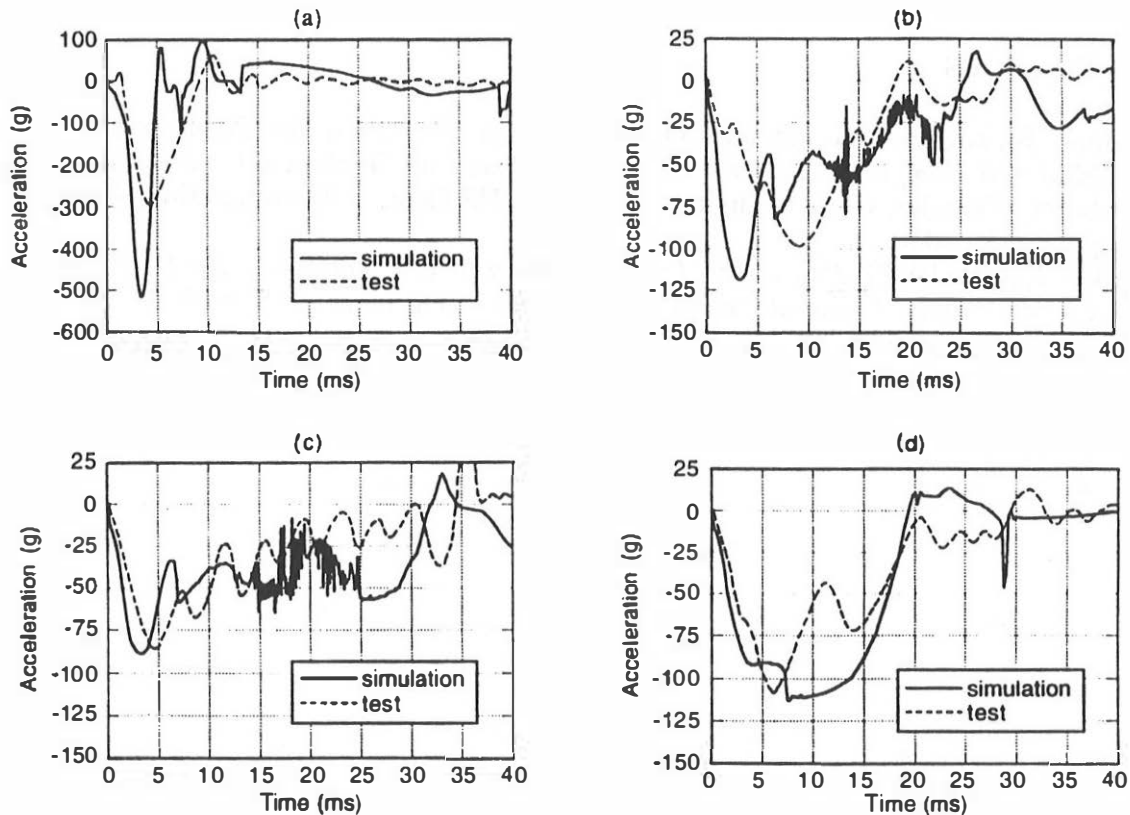 (a)
100
0
-100
-200
-300
-400
-500
-600
Acceleration (g)
simulation
test
0 5 10 15 20 25 30 35 40
Time (ms)
(b)
25
0
-25
-50
-75
-100
-125
-150
Acceleration (g)
simulation
test
0 5 10 15 20 25 30 35 40
Time (ms)
(c)
25
0
-25
-50
-75
-100
-125
-150
Acceleration (g)
simulation
test
0 5 10 15 20 25 30 35 40
Time (ms)
(d)
25
0
-25
-50
-75
-100
-125
-150
Acceleration (g)
simulation
test
0 5 10 15 20 25 30 35 40
Time (ms)